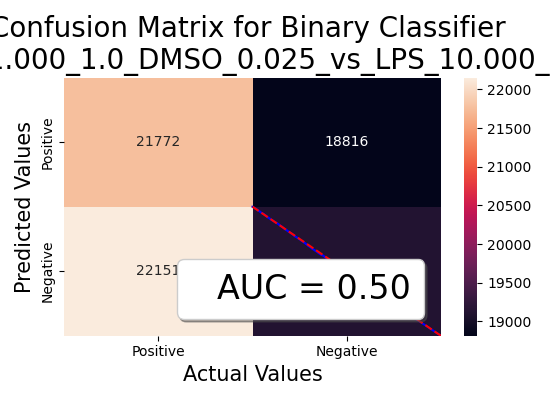 Confusion Matrix for Binary Classifier
1.000_1.0_DMSO_0.025_vs_LPS_10.000_
Predicted Values
Positive
Negative
21772
18816
22151
AUC = 0.50
Positive
Negative
Actual Values
22000
21500
21000
20500
20000
19500
19000